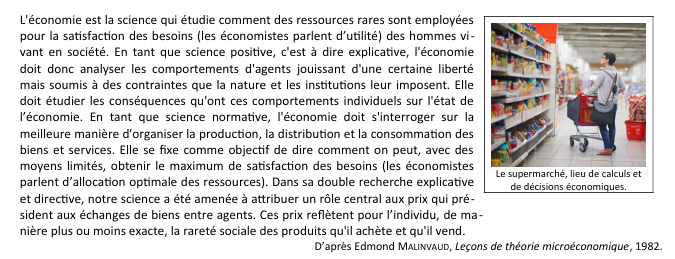 L'économie est la science qui étudie comment des ressources rares sont employées
pour la satisfaction des besoins (les économistes parlent d’utilité) des hommes vi-
vant en société. En tant que science positive, c'est à dire explicative, l'économie
doit donc analyser les comportements d'agents jouissant d'une certaine liberté
mais soumis à des contraintes que la nature et les institutions leur imposent. Elle
doit étudier les conséquences qu'ont ces comportements individuels sur l'état de
l’économie. En tant que science normative, l'économie doit s'interroger sur la
meilleure manière d'organiser la production, la distribution et la consommation des
biens et services. Elle se fixe comme objectif de dire comment on peut, avec des
moyens limités, obtenir le maximum de satisfaction des besoins (les économistes
parlent d’allocation optimale des ressources). Dans sa double recherche explicative
et directive, notre science a été amenée à attribuer un rôle central aux prix qui pré-
sident aux échanges de biens entre agents. Ces prix reflètent pour l’individu, de ma-
nière plus ou moins exacte, la rareté sociale des produits qu'il achète et qu'il vend.
Le supermarché, lieu de calculs et
de décisions économiques.
D’après Edmond MALINVAUD, Leçons de théorie microéconomique, 1982.